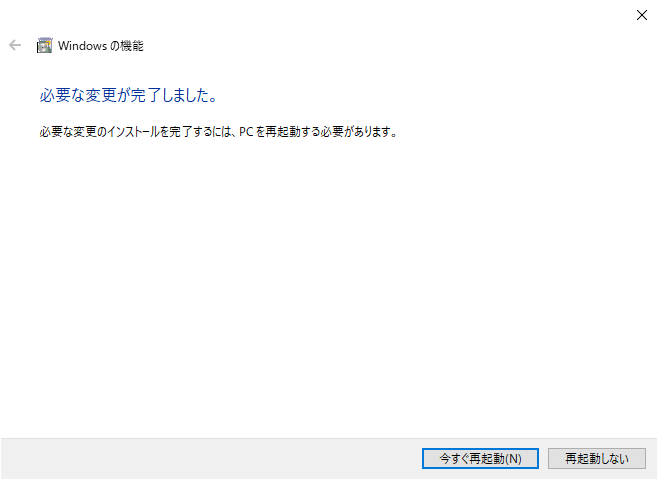 Windows の機能
必要な変更が完了しました。
必要な変更のインストールを完了するには、PC を再起動する必要があります。
今すぐ再起動(N)
再起動しない